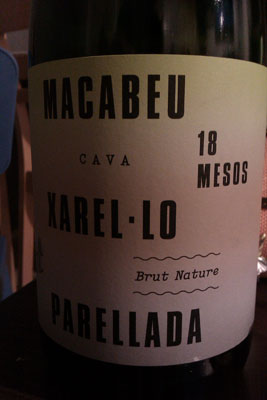 MACABEU
CAVA
18
MESOS
XAREL·LO
Brut Nature
PARELLADA